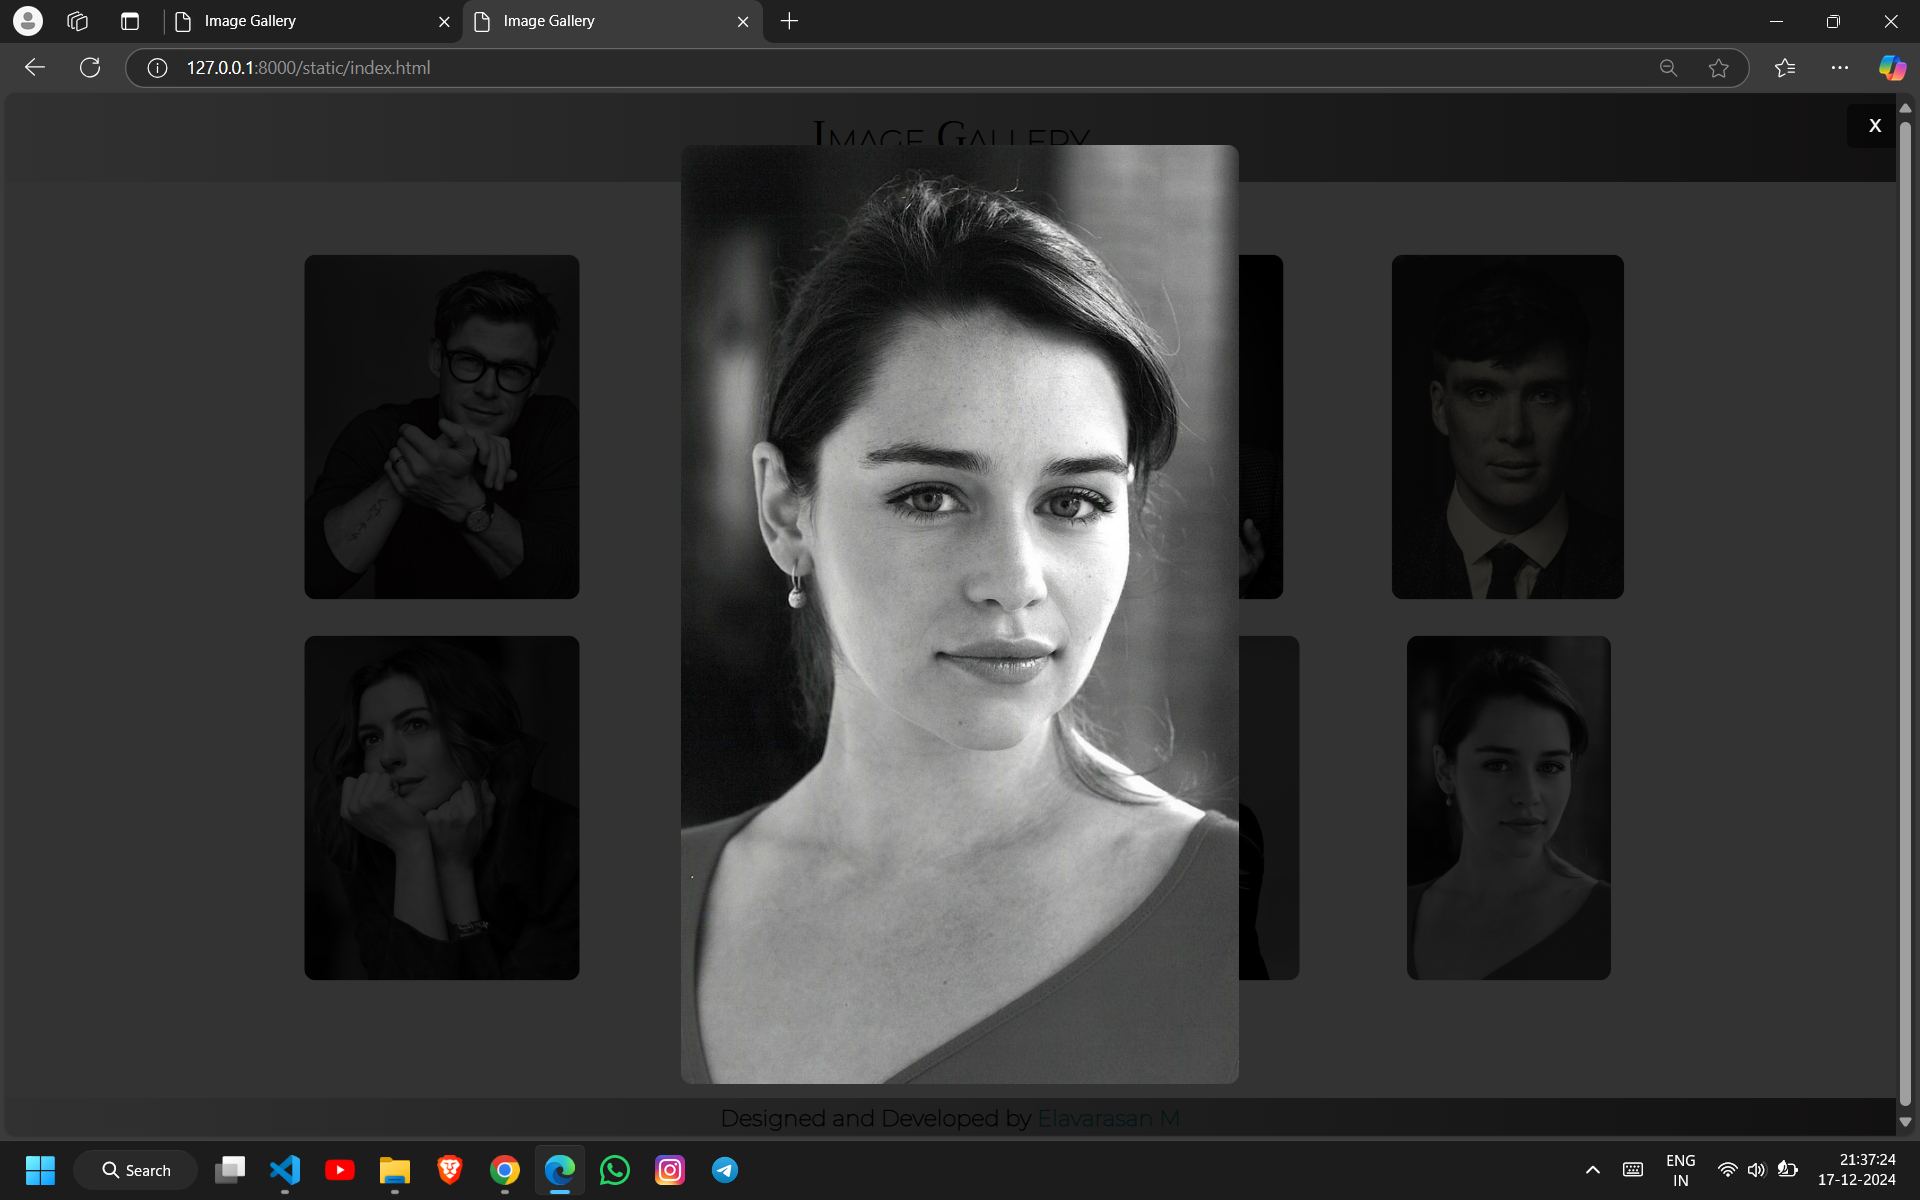 Image Gallery
Image Gallery
127.0.0.1:8000/static/index.html
IMAGE GALLERY
X
Designed and Developed by Elavarasan M
Search
ENG
IN
21:37:24
17-12-2024